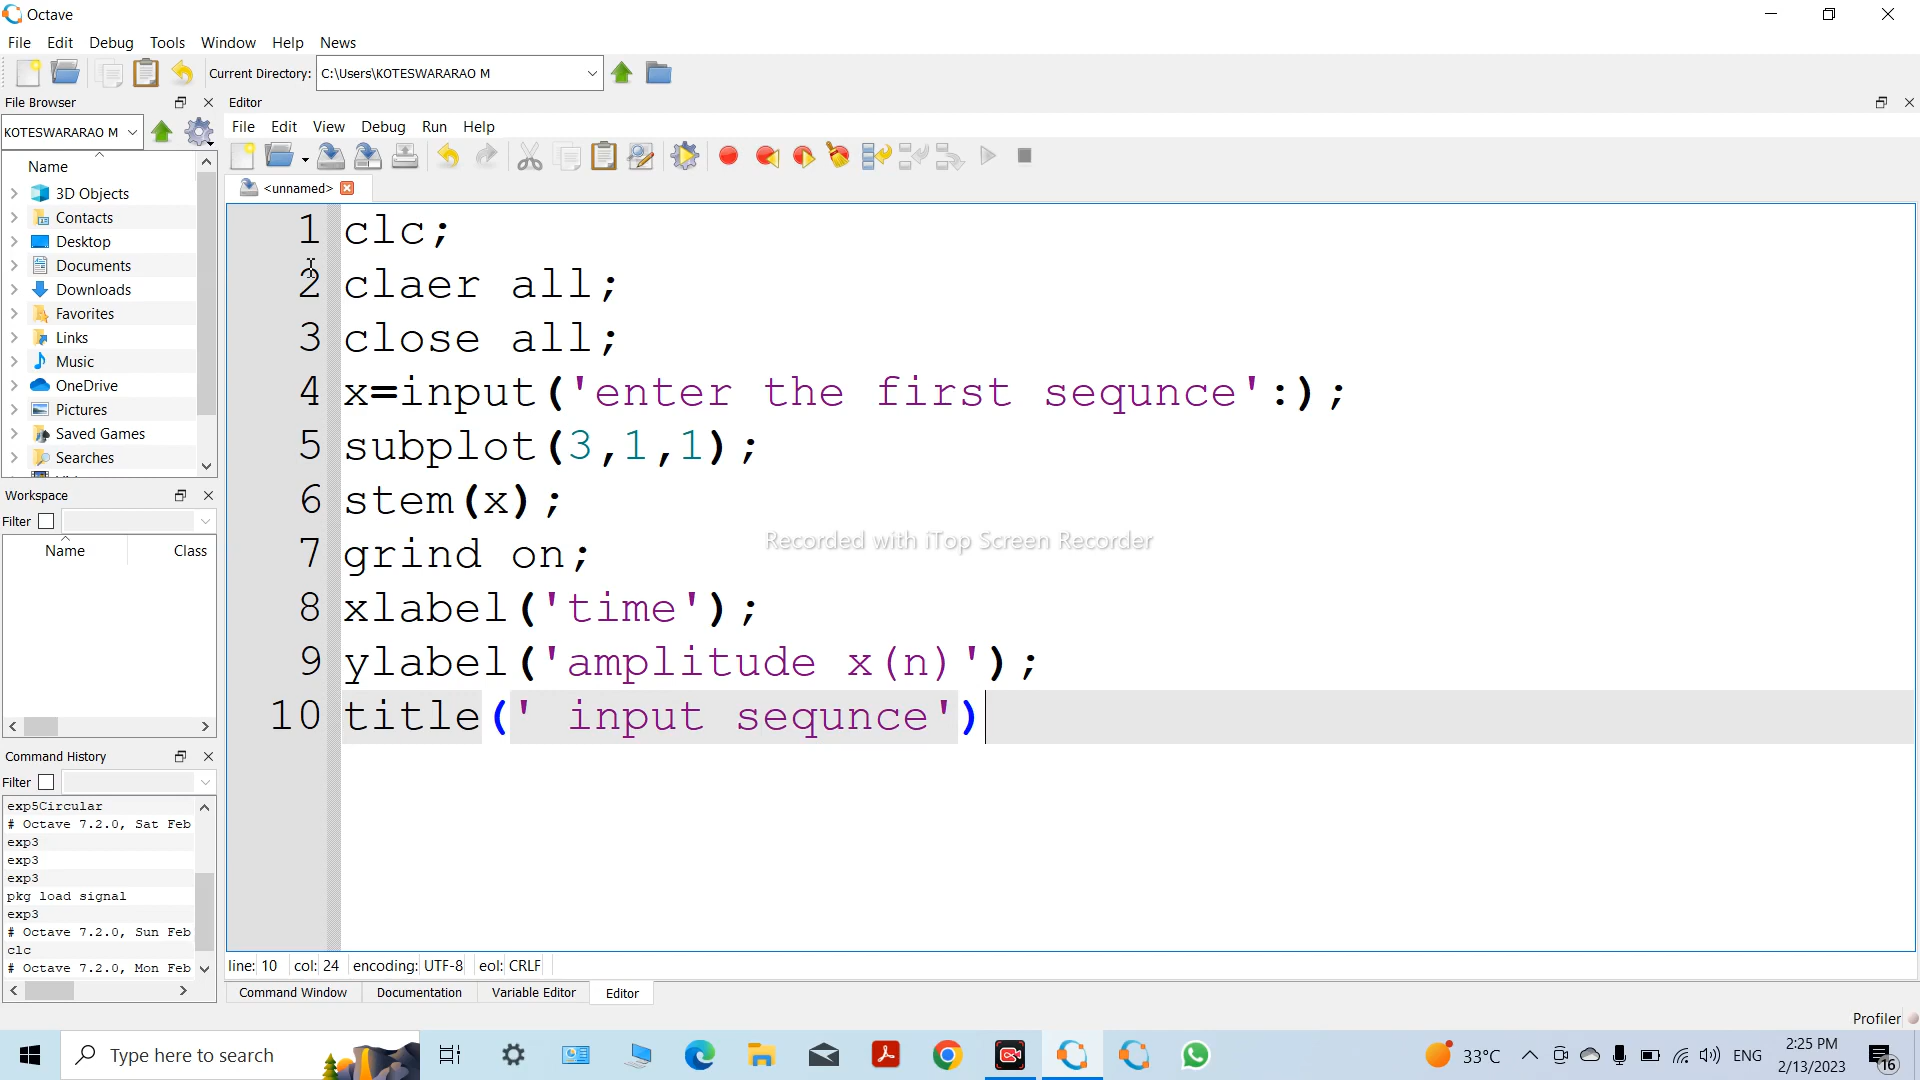 Octave
File Edit Debug Tools Window Help News
Current Directory: C:\Users\KOTESWARARAO M
File Browser
Editor
KOTESWARARAO M
File Edit View Debug Run Help
Name
<unnamed>
3D Objects
Contacts
Desktop
Documents
Downloads
Favorites
Links
Music
OneDrive
Pictures
Saved Games
Searches
1 clc;
2 claer all;
3 close all;
4 x=input('enter the first sequnce':);
5 subplot(3,1,1);
6 stem(x);
7 grind on;
8 xlabel('time');
9 ylabel('amplitude x(n)');
10 title(' input sequnce')
Recorded with iTop Screen Recorder
Workspace
Filter
Name Class
Command History
Filter
exp5Circular
# Octave 7.2.0, Sat Feb
exp3
exp3
exp3
pkg load signal
exp3
# Octave 7.2.0, Sun Feb
clc
# Octave 7.2.0, Mon Feb
line: 10 col: 24 encoding: UTF-8 eol: CRLF
Command Window Documentation Variable Editor Editor
Profiler
Type here to search
33°C
ENG
2:25 PM
2/13/2023
16